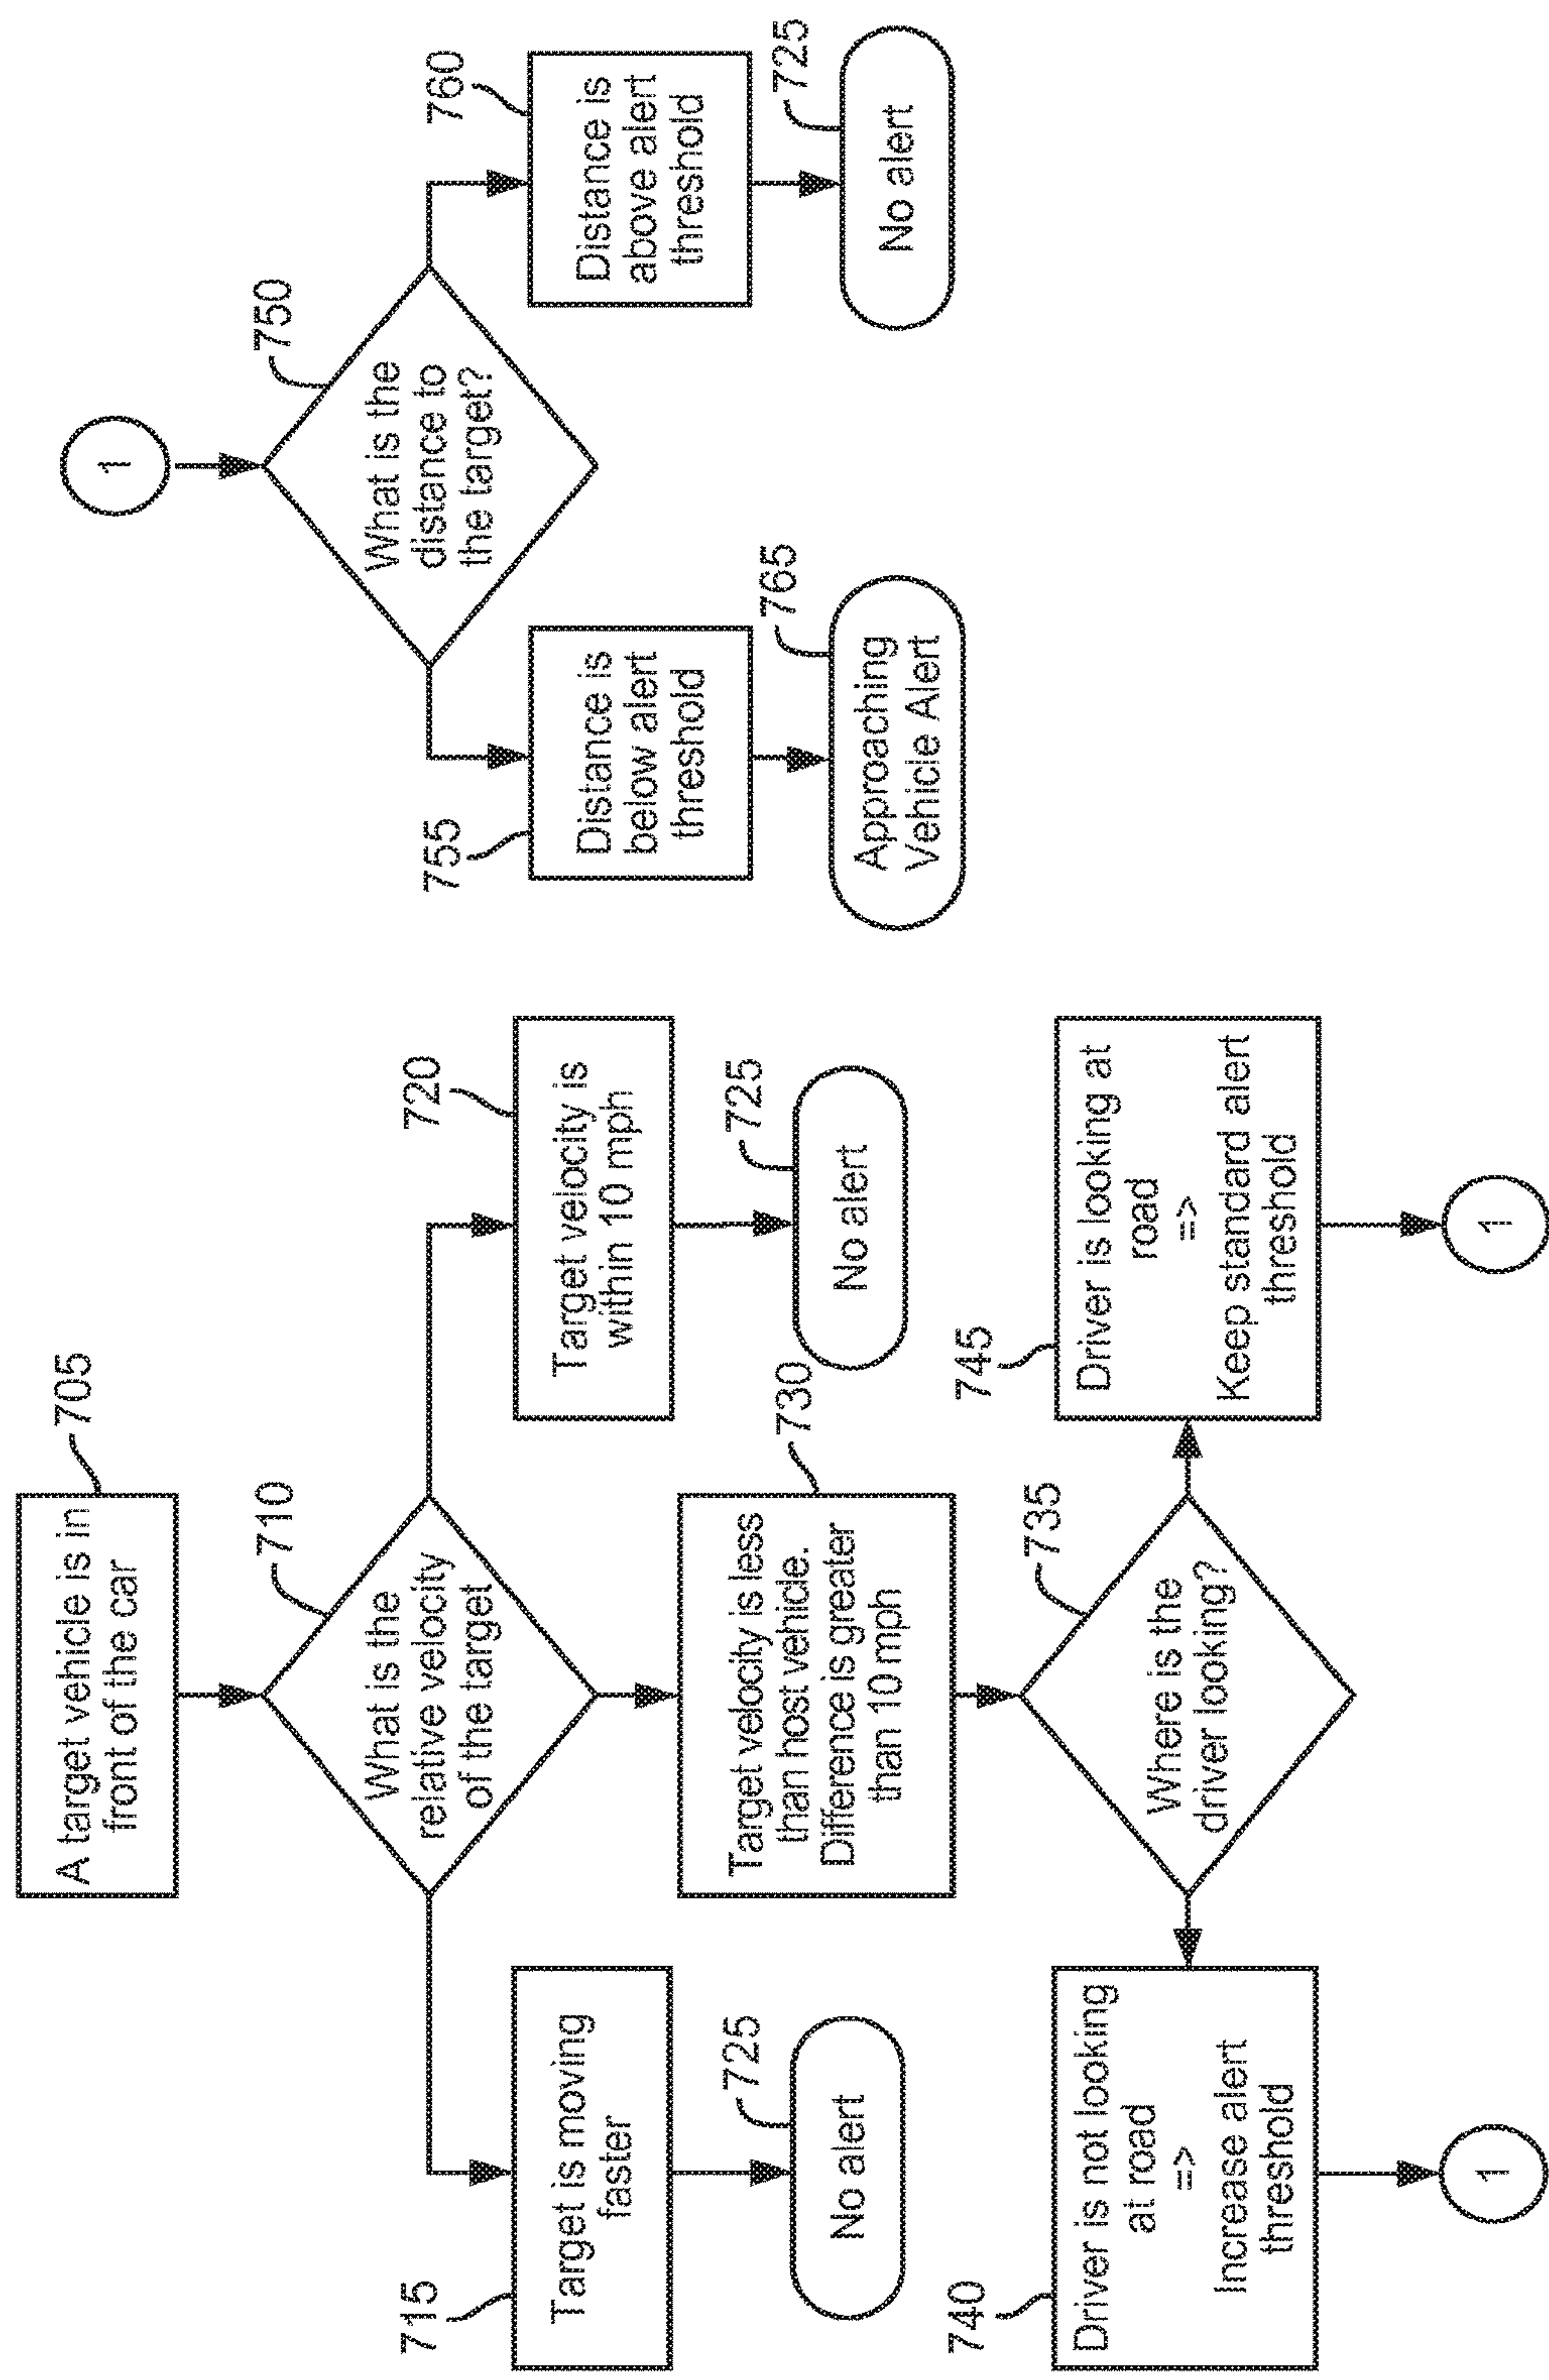 705
A target vehicle is in
front of the car
710
What is the
relative velocity
of the target
715
Target is moving
faster
725
No alert
720
Target velocity is
within 10 mph
725
No alert
730
Target velocity is less
than host vehicle.
Difference is greater
than 10 mph
735
Where is the
driver looking?
740
Driver is not looking
at road
=>
Increase alert
threshold
1
745
Driver is looking at
road
=>
Keep standard alert
threshold
1
1
750
What is the
distance to
the target?
755
Distance is
below alert
threshold
765
Approaching
Vehicle Alert
760
Distance is
above alert
threshold
725
No alert